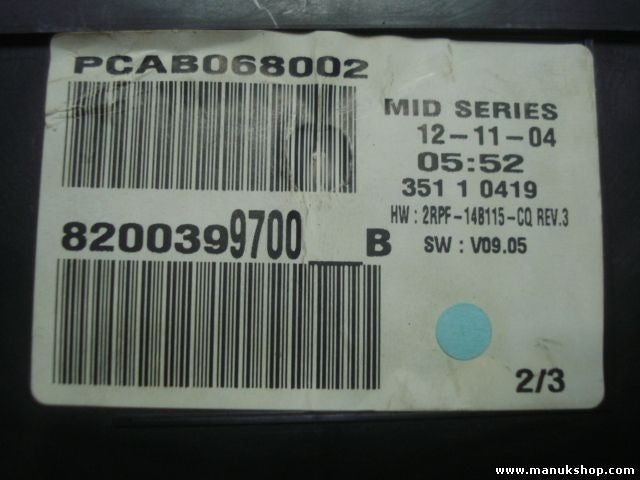 PCAB068002
MID SERIES
12-11-04
05:52
351 1 0419
HW : 2RPF-14B115-CQ REV.3
8200399700__B
SW : V09.05
2/3
www.manukshop.com